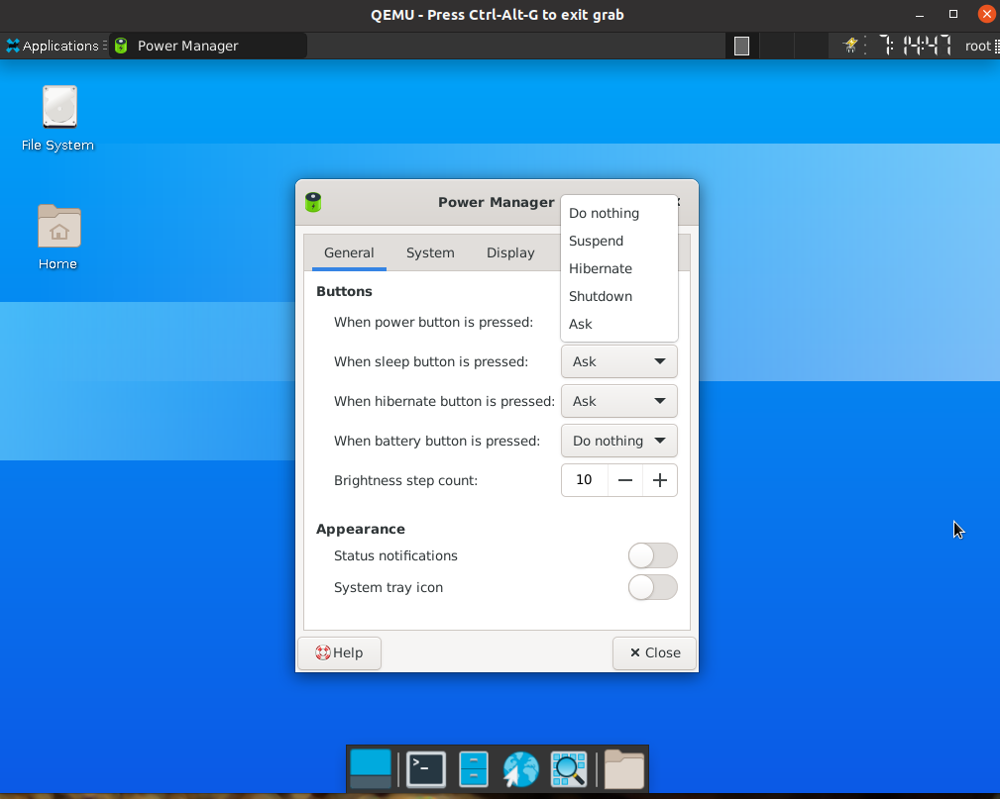 QEMU - Press Ctrl-Alt-G to exit grab
Applications
Power Manager
root
File System
Home
Power Manager
Do nothing
Suspend
Hibernate
Shutdown
Ask
General System Display
Buttons
When power button is pressed:
When sleep button is pressed: Ask
When hibernate button is pressed: Ask
When battery button is pressed: Do nothing
Brightness step count: 10
Appearance
Status notifications
System tray icon
Help
Close